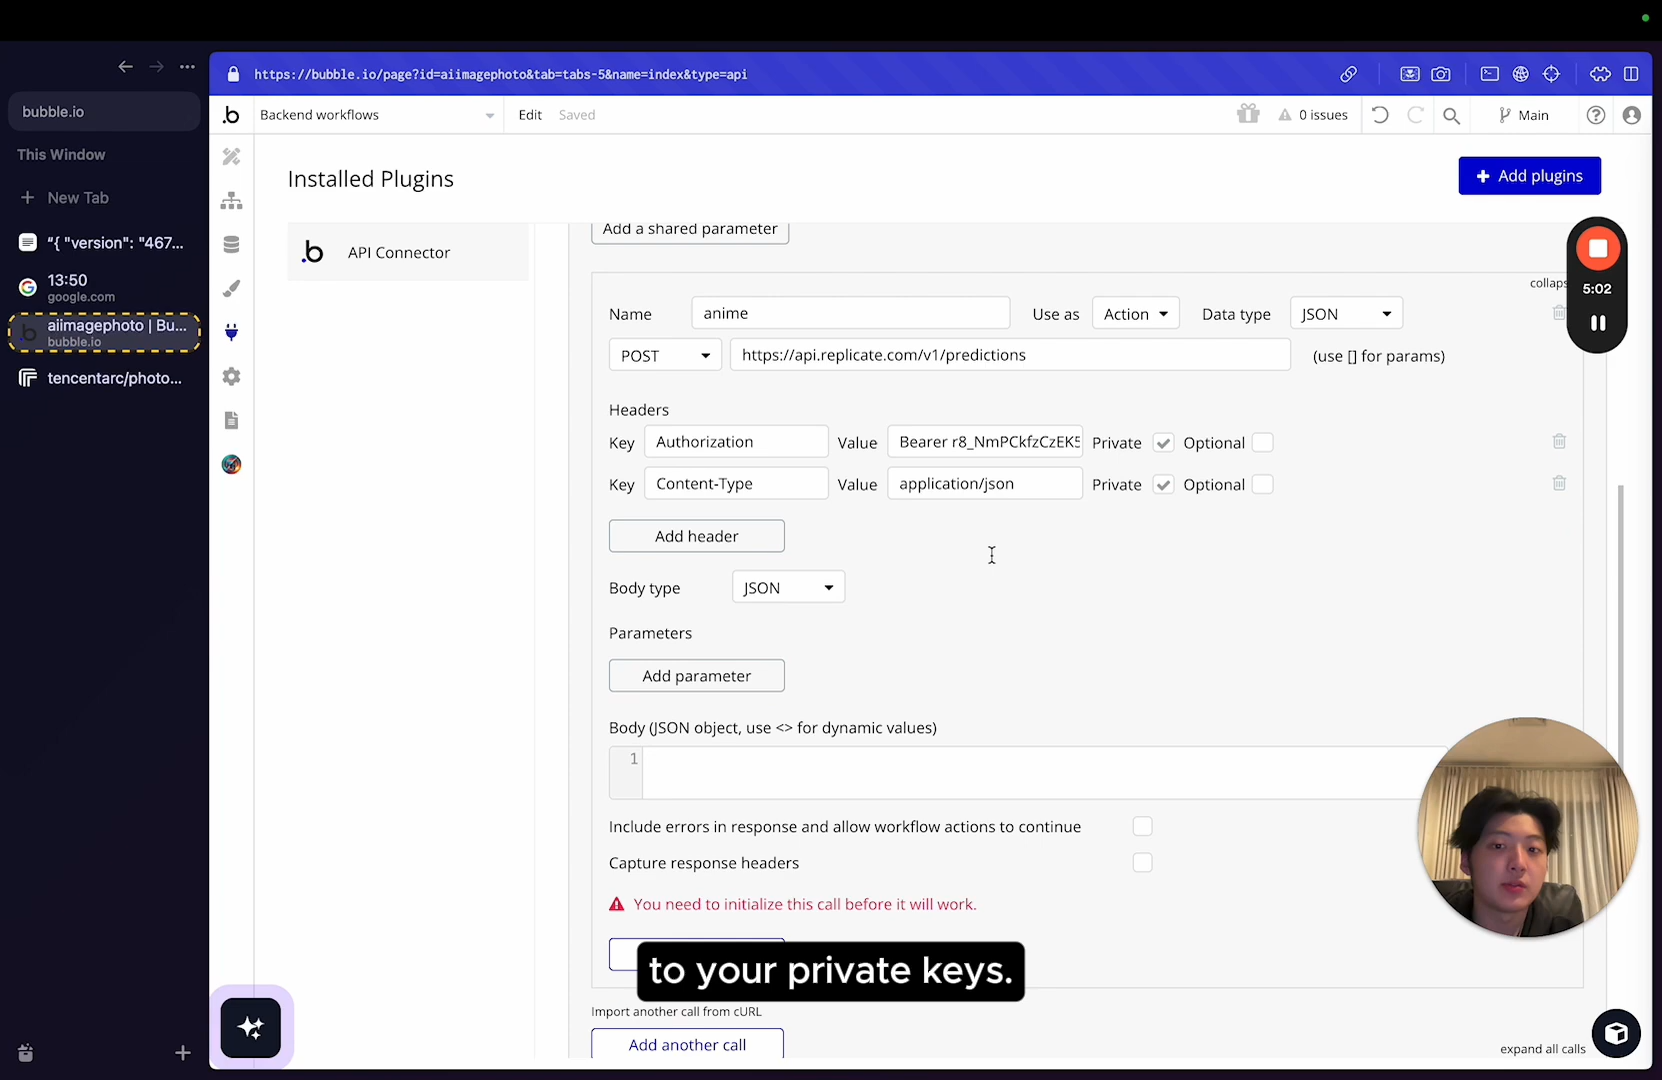 https://bubble.io/page?id=aiimagephoto&tab=tabs-5&name=index&type=api
bubble.io
This Window
New Tab
"{ "version": "467...
13:50
google.com
aiimagephoto | Bu...
bubble.io
tencentarc/photo...
Backend workflows
Edit
Saved
0 issues
Main
Installed Plugins
Add plugins
API Connector
Add a shared parameter
collaps
5:02
Name anime Use as Action Data type JSON
POST https://api.replicate.com/v1/predictions (use [] for params)
Headers
Key Authorization Value Bearer r8_NmPCkfzCzEK5 Private Optional
Key Content-Type Value application/json Private Optional
Add header
Body type JSON
Parameters
Add parameter
Body (JSON object, use <> for dynamic values)
1
Include errors in response and allow workflow actions to continue
Capture response headers
You need to initialize this call before it will work.
to your private keys.
Import another call from cURL
Add another call
expand all calls